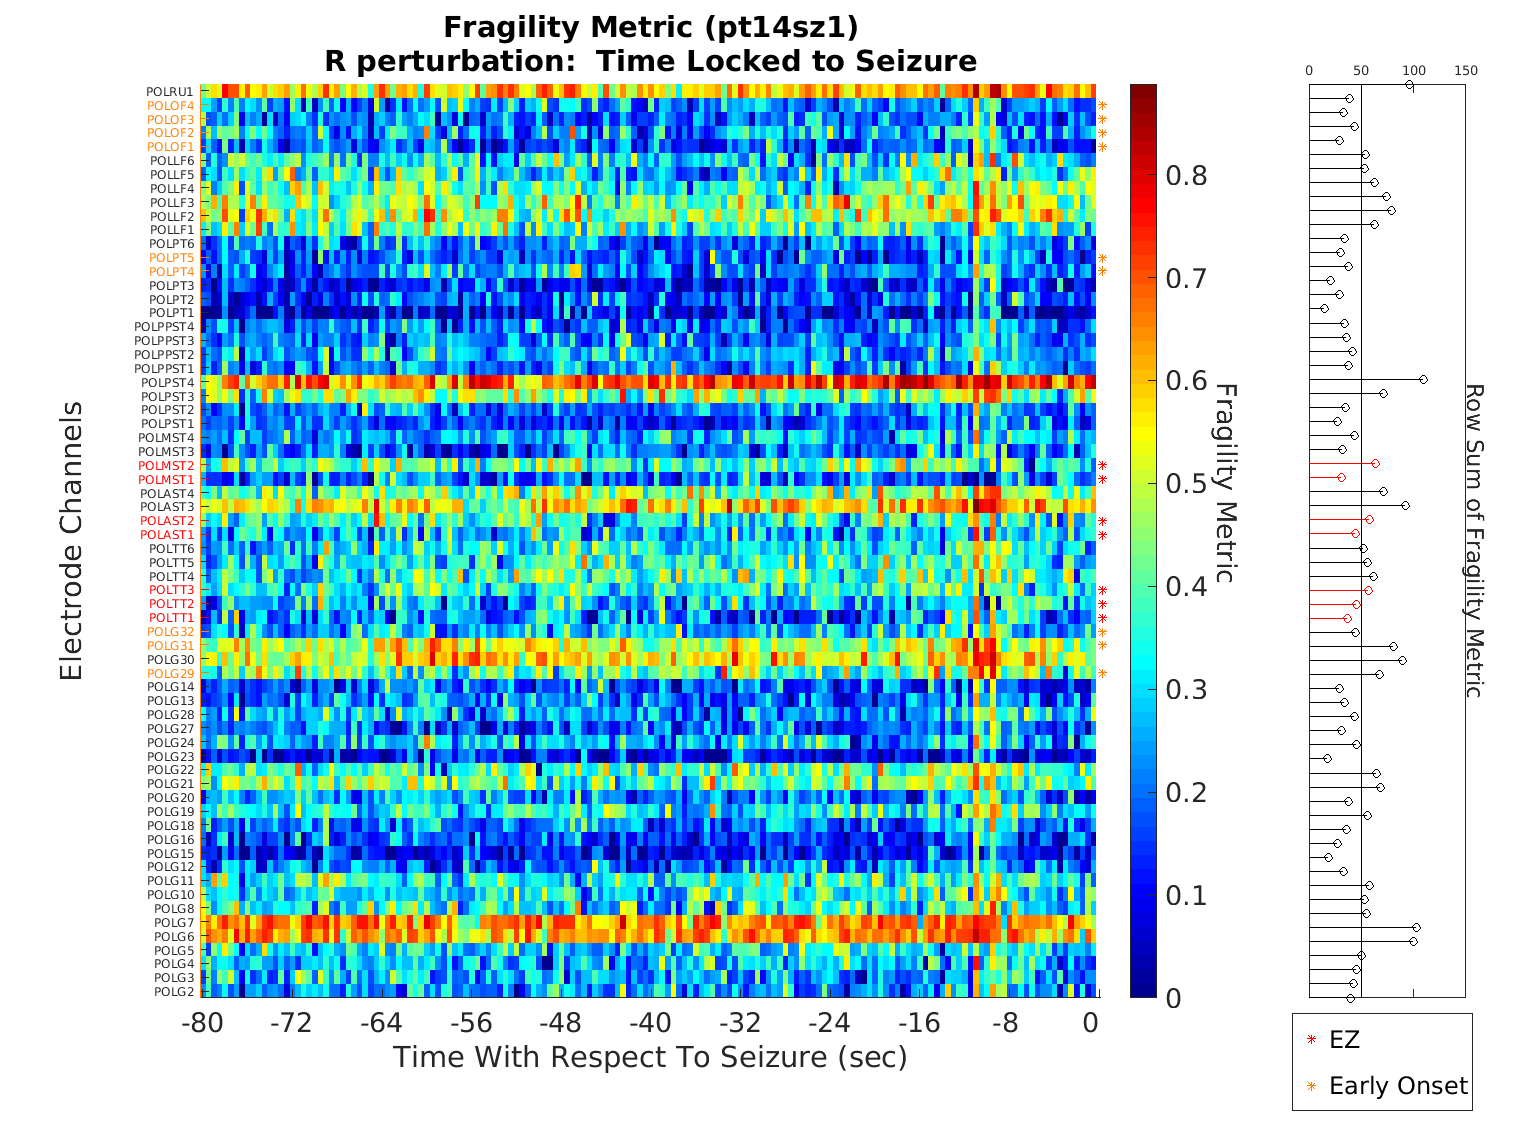 Fragility Metric (pt14sz1)
R perturbation:  Time Locked to Seizure
0 50 100 150
POLRU1
POLOF4
POLOF3
POLOF2
POLOF1
POLLF6
POLLF5
POLLF4
POLLF3
POLLF2
POLLF1
POLPT6
POLPT5
POLPT4
POLPT3
POLPT2
POLPT1
POLPPST4
POLPPST3
POLPPST2
POLPPST1
POLPST4
POLPST3
POLPST2
POLPST1
POLMST4
POLMST3
POLMST2
POLMST1
POLAST4
POLAST3
POLAST2
POLAST1
POLTT6
POLTT5
POLTT4
POLTT3
POLTT2
POLTT1
POLG32
POLG31
POLG30
POLG29
POLG14
POLG13
POLG28
POLG27
POLG24
POLG23
POLG22
POLG21
POLG20
POLG19
POLG18
POLG16
POLG15
POLG12
POLG11
POLG10
POLG8
POLG7
POLG6
POLG5
POLG4
POLG3
POLG2
Electrode Channels
-80 -72 -64 -56 -48 -40 -32 -24 -16 -8 0
Time With Respect To Seizure (sec)
0.8
0.7
0.6
0.5
0.4
0.3
0.2
0.1
0
Fragility Metric
Row Sum of Fragility Metric
EZ
Early Onset